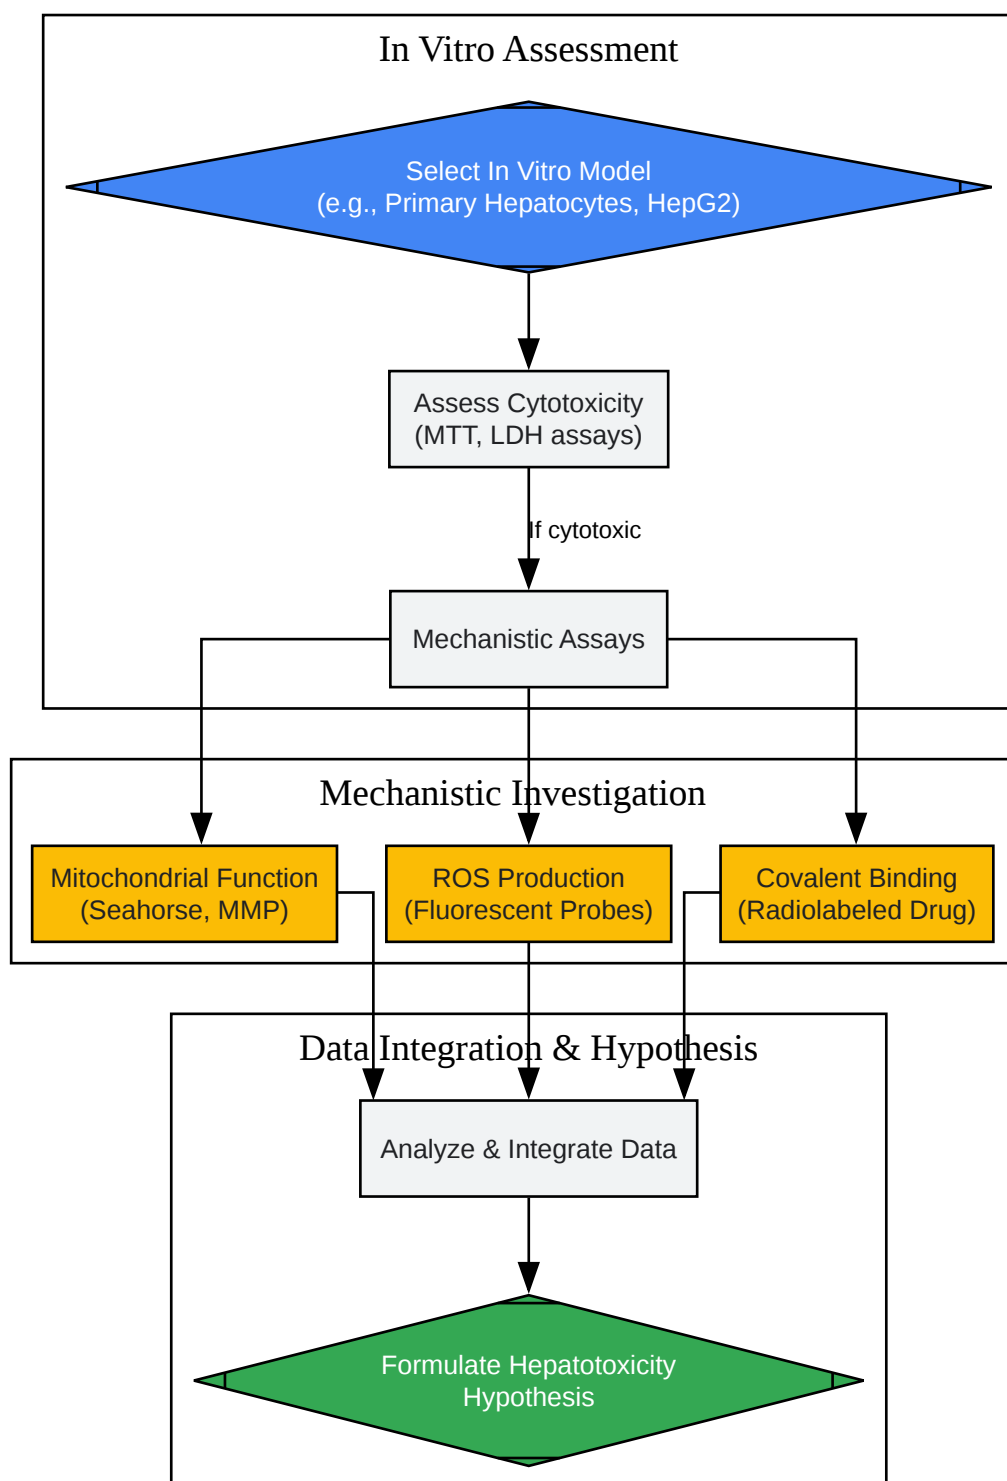 In Vitro Assessment
Select In Vitro Model
(e.g., Primary Hepatocytes, HepG2)
Assess Cytotoxicity
(MTT, LDH assays)
If cytotoxic
Mechanistic Assays
Mechanistic Investigation
Mitochondrial Function
(Seahorse, MMP)
ROS Production
(Fluorescent Probes)
Covalent Binding
(Radiolabeled Drug)
Data Integration & Hypothesis
Analyze & Integrate Data
Formulate Hepatotoxicity
Hypothesis